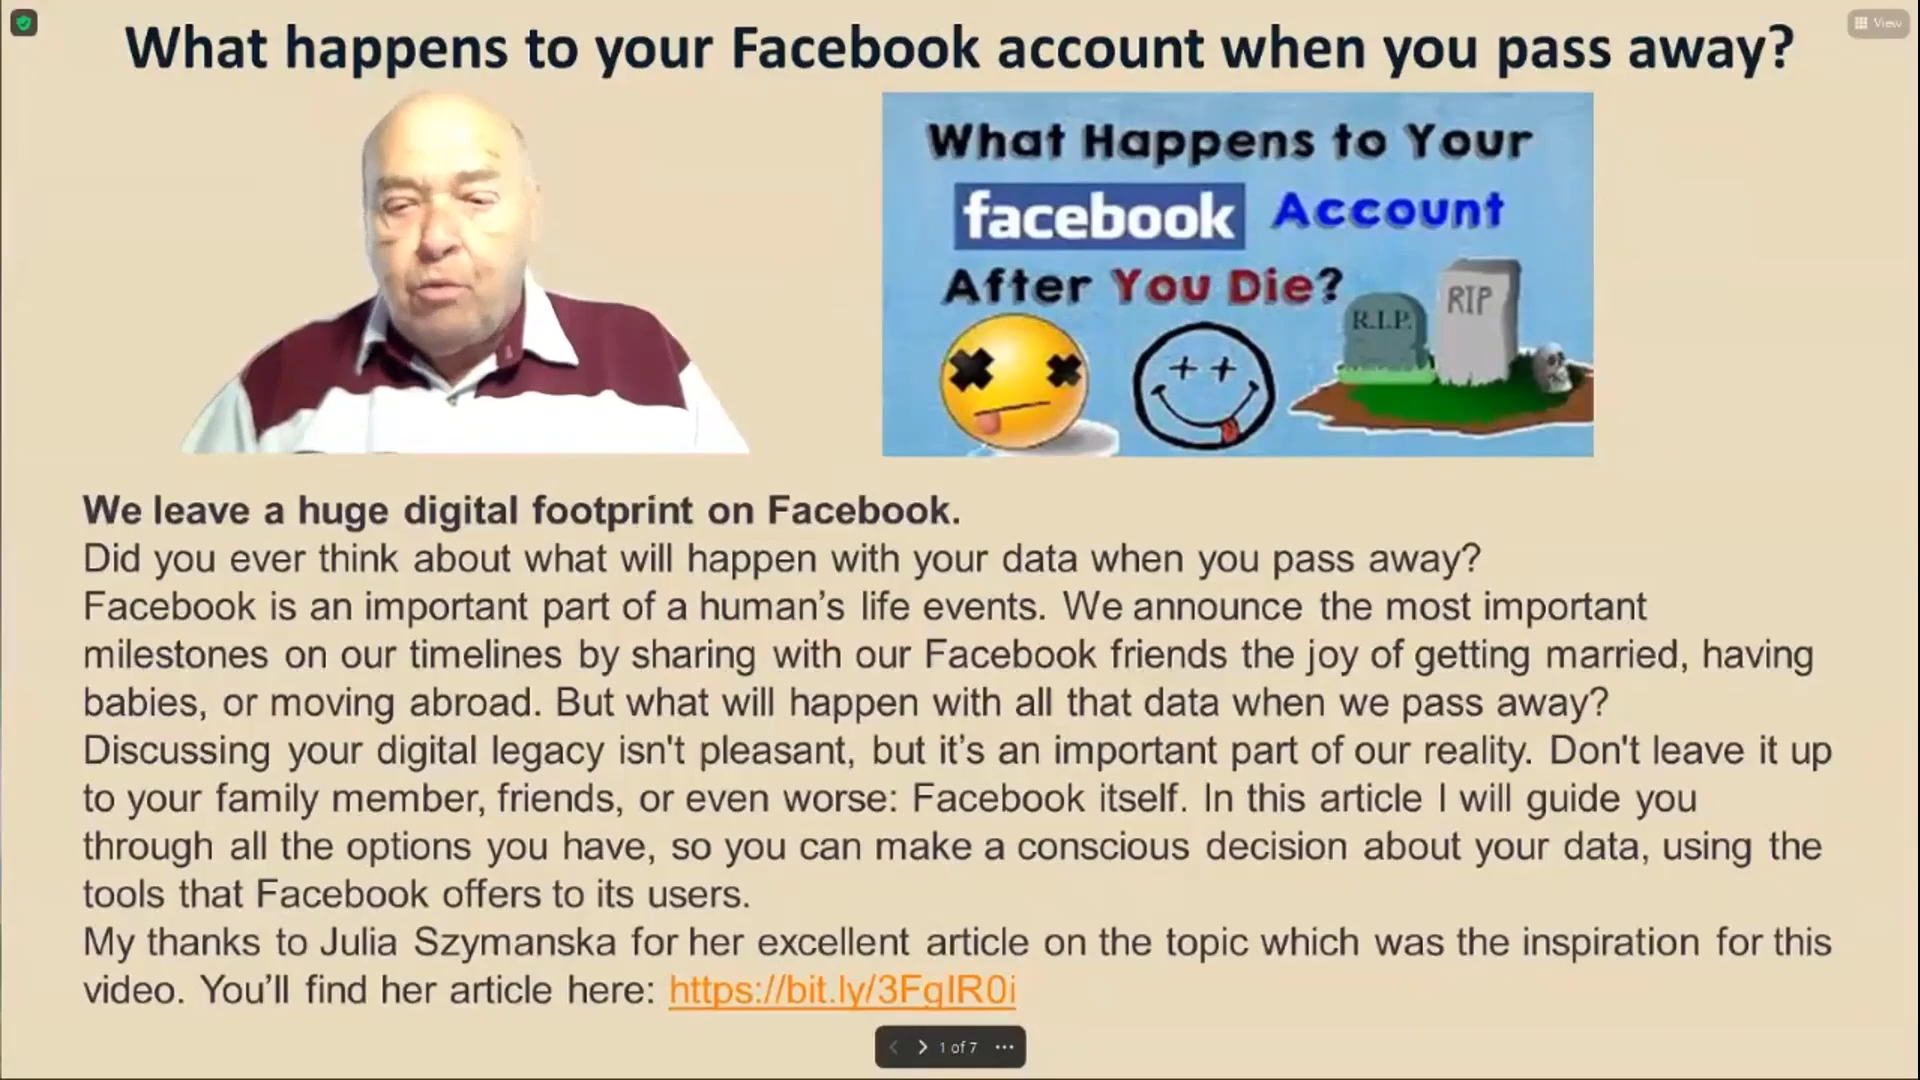 View
What happens to your Facebook account when you pass away?
What Happens to Your
facebook Account
After You Die?
R.I.P.
RIP
We leave a huge digital footprint on Facebook.
Did you ever think about what will happen with your data when you pass away?
Facebook is an important part of a human’s life events. We announce the most important
milestones on our timelines by sharing with our Facebook friends the joy of getting married, having
babies, or moving abroad. But what will happen with all that data when we pass away?
Discussing your digital legacy isn't pleasant, but it’s an important part of our reality. Don't leave it up
to your family member, friends, or even worse: Facebook itself. In this article I will guide you
through all the options you have, so you can make a conscious decision about your data, using the
tools that Facebook offers to its users.
My thanks to Julia Szymanska for her excellent article on the topic which was the inspiration for this
video. You’ll find her article here: https://bit.ly/3FqIR0i
1 of 7